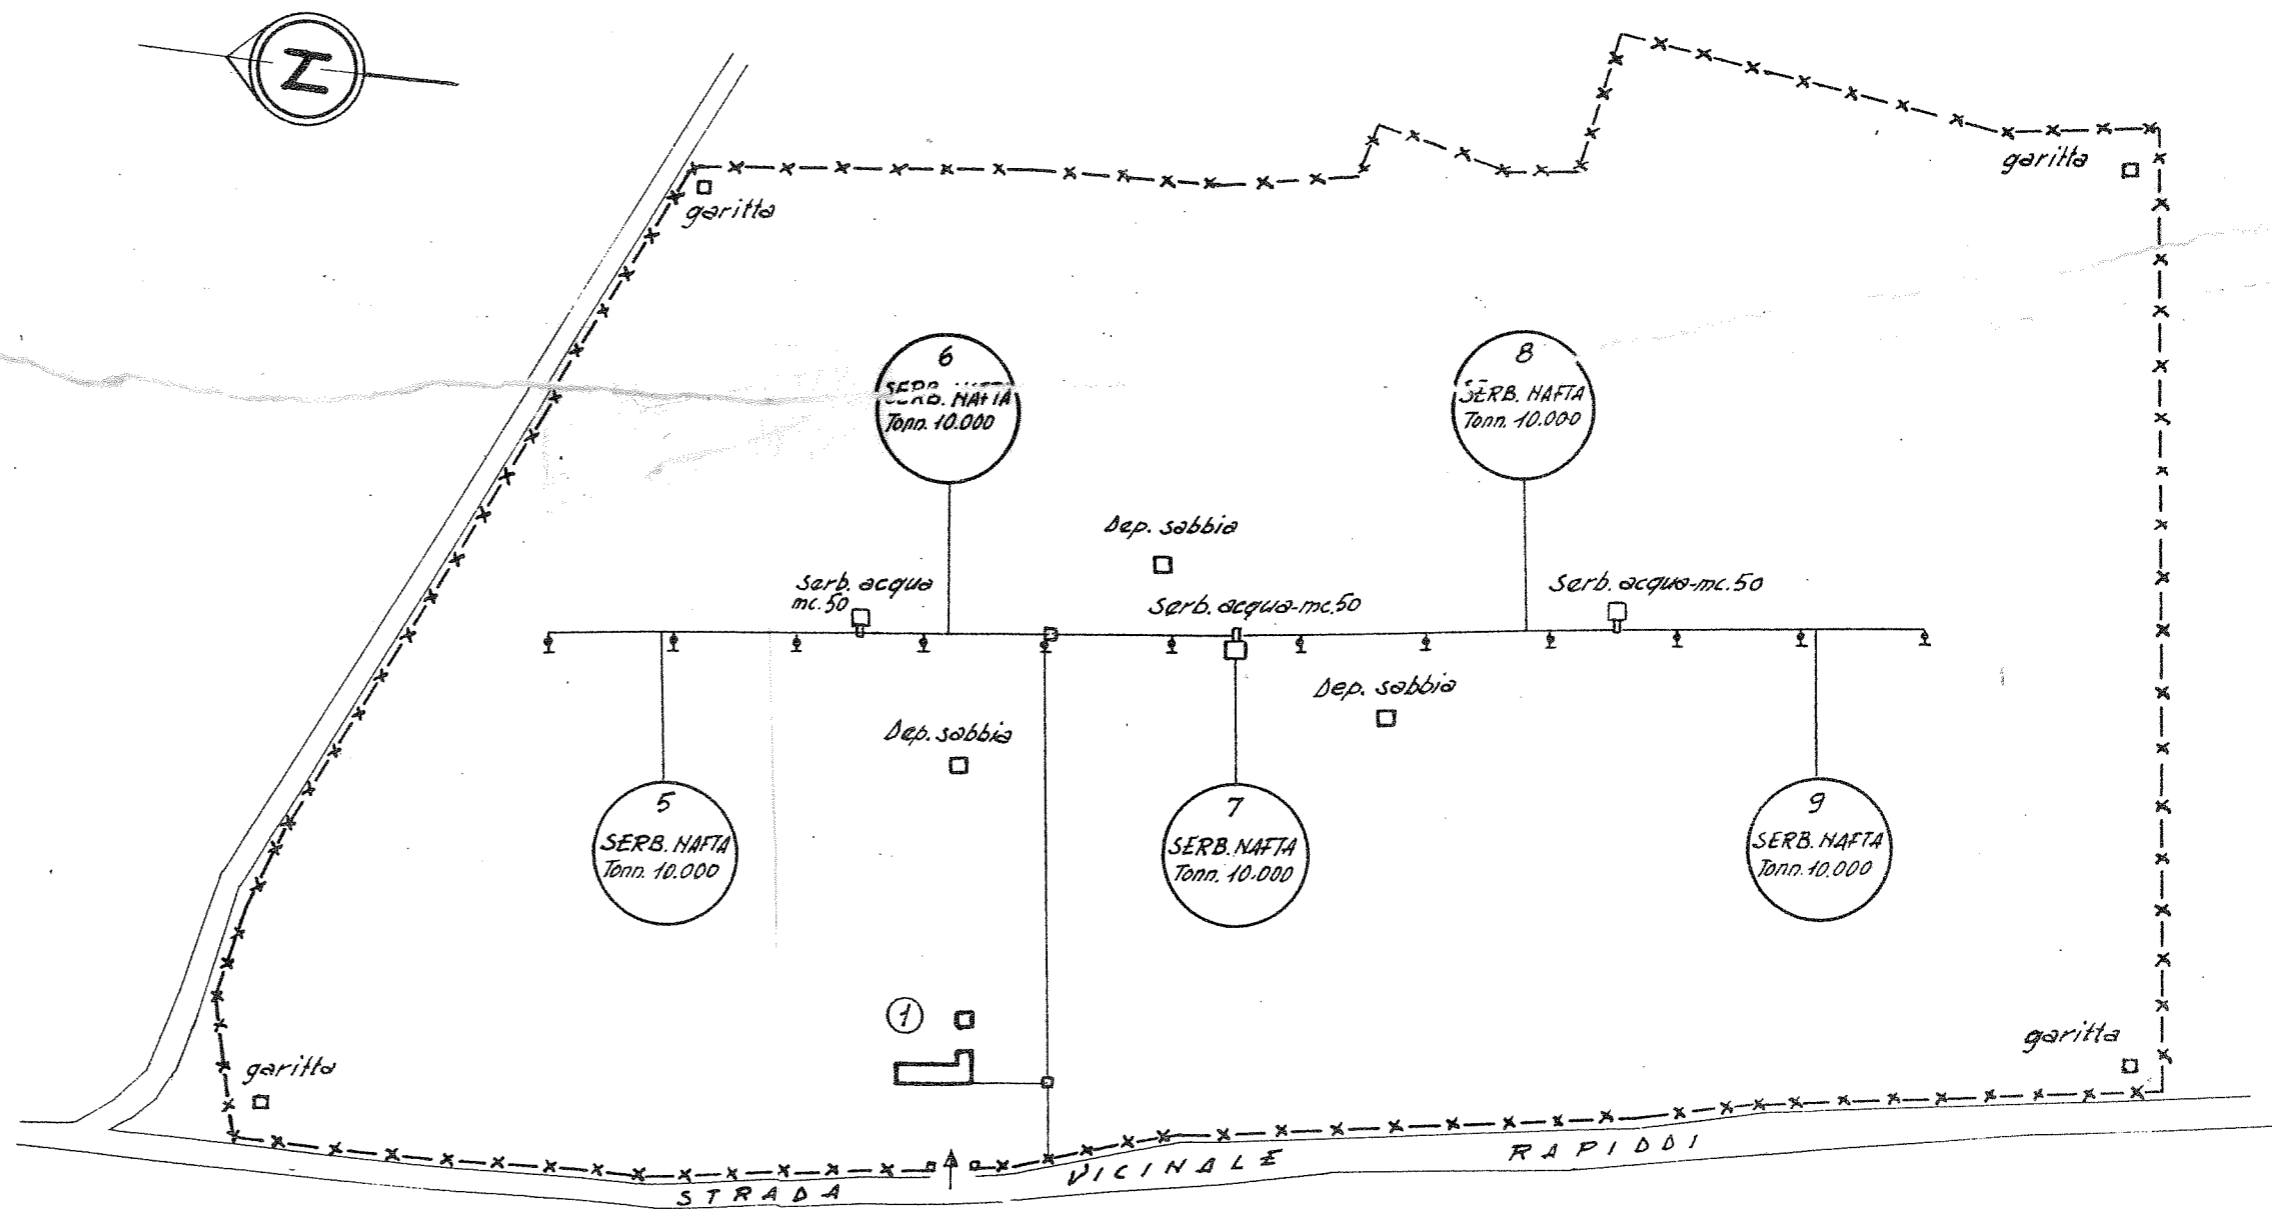 N
garitta
garitta
6
SERB. NAFTA
Tonn. 10.000
8
SERB. NAFTA
Tonn. 10.000
Dep. sabbia
Serb. acqua
mc. 50
Serb. acqua-mc.50
Serb. acqua-mc.50
Dep. sabbia
Dep. sabbia
5
SERB. NAFTA
Tonn. 10.000
7
SERB. NAFTA
Tonn. 10.000
9
SERB. NAFTA
Tonn. 10.000
1
garitta
garitta
STRADA VICINALE RAPIDDI